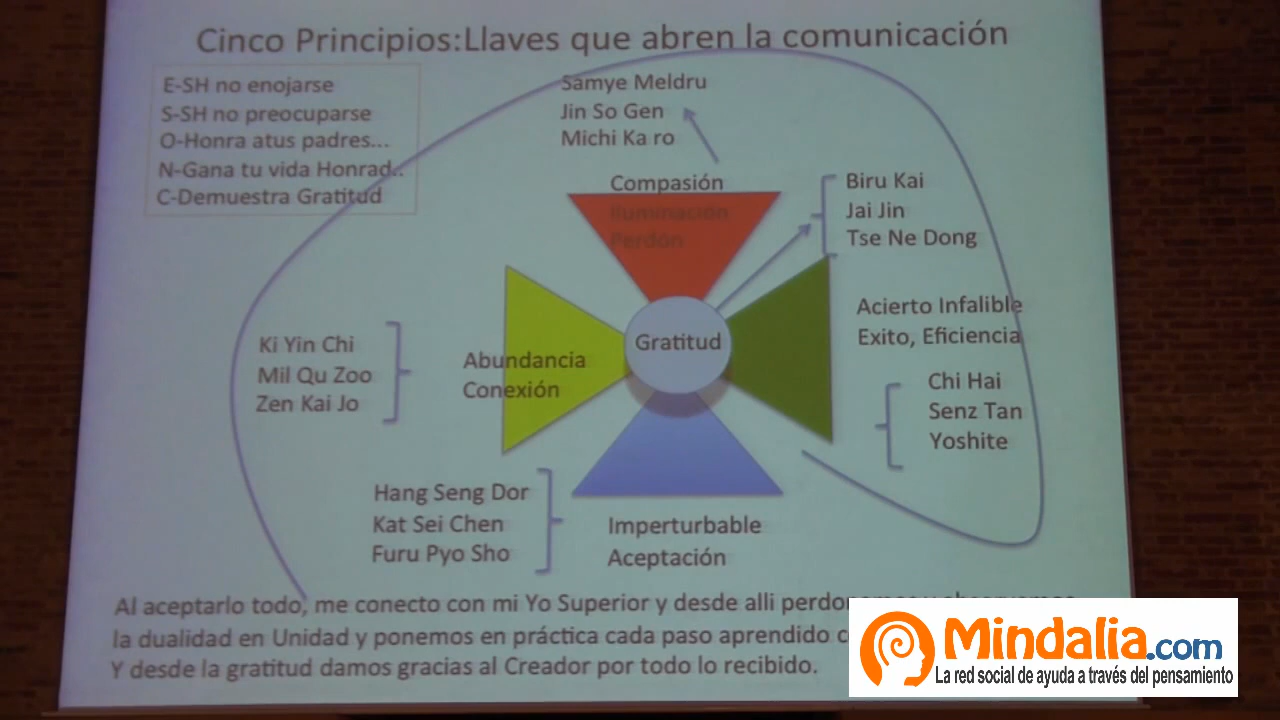 Cinco Principios:Llaves que abren la comunicación
E-SH no enojarse
S-SH no preocuparse
O-Honra atus padres...
N-Gana tu vida Honrad..
C-Demuestra Gratitud
Samye Meldru
Jin So Gen
Michi Ka ro
Compasión
Iluminación
Perdón
Biru Kai
Jai Jin
Tse Ne Dong
Gratitud
Acierto Infalible
Exito, Eficiencia
Chi Hai
Senz Tan
Yoshite
Ki Yin Chi
Mil Qu Zoo
Zen Kai Jo
Abundancia
Conexión
Hang Seng Dor
Kat Sei Chen
Furu Pyo Sho
Imperturbable
Aceptación
Al aceptarlo todo, me conecto con mi Yo Superior y desde alli
la dualidad en Unidad y ponemos en práctica cada paso aprendido
Y desde la gratitud damos gracias al Creador por todo lo recibido.
Mindalia.com
La red social de ayuda a través del pensamiento